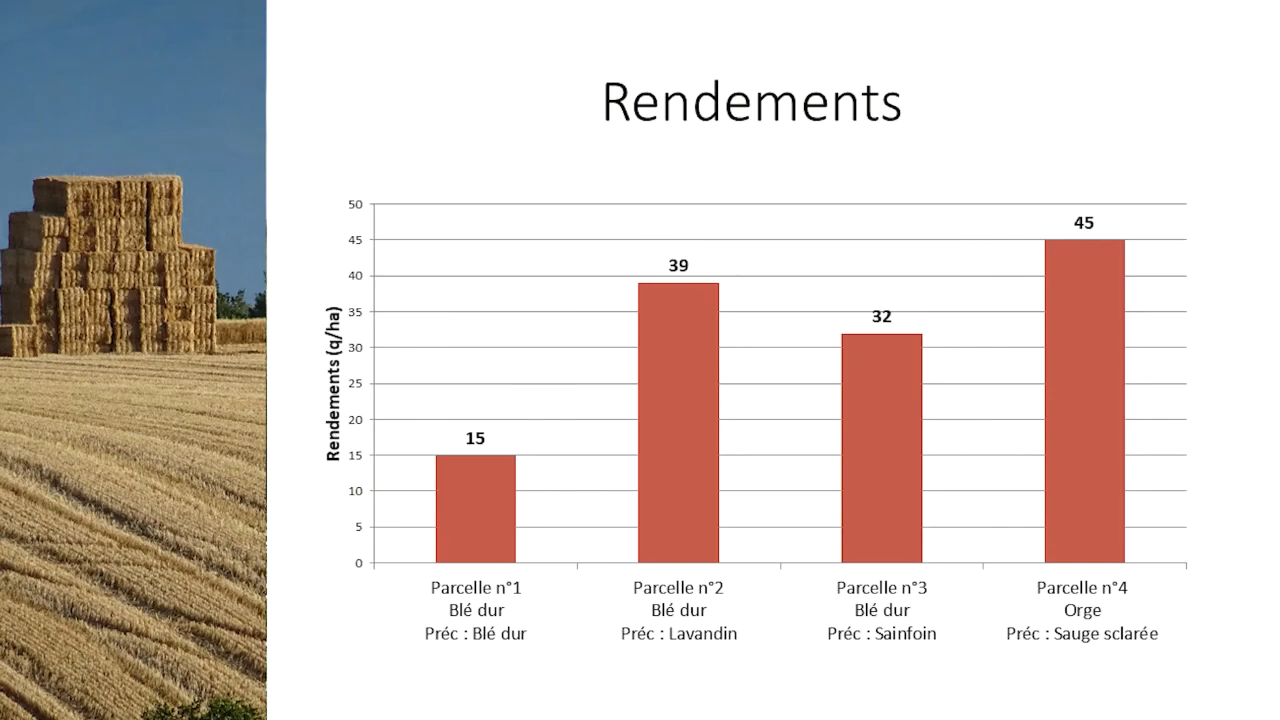 Rendements
50
45
40
35
30
25
20
15
10
5
0
Rendements (q/ha)
15
39
32
45
Parcelle n°1
Blé dur
Préc : Blé dur
Parcelle n°2
Blé dur
Préc : Lavandin
Parcelle n°3
Blé dur
Préc : Sainfoin
Parcelle n°4
Orge
Préc : Sauge sclarée